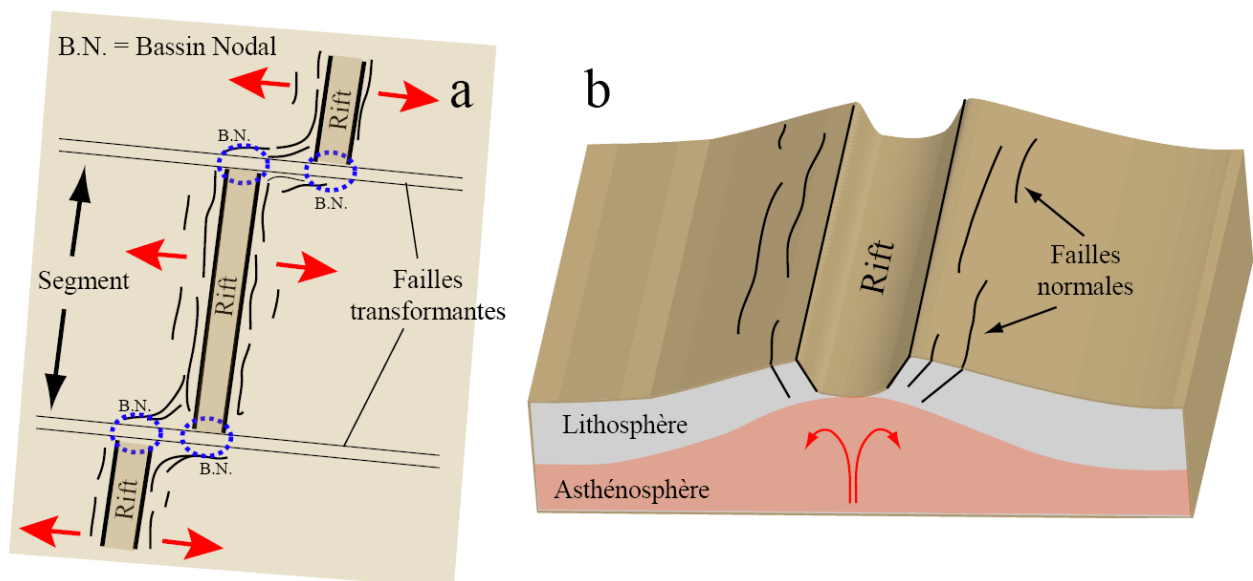 B.N. = Bassin Nodal
a
Rift
B.N.
B.N.
Segment
Rift
Failles
transformantes
B.N.
B.N.
Rift
b
Rift
Failles
normales
Lithosphère
Asthénosphère